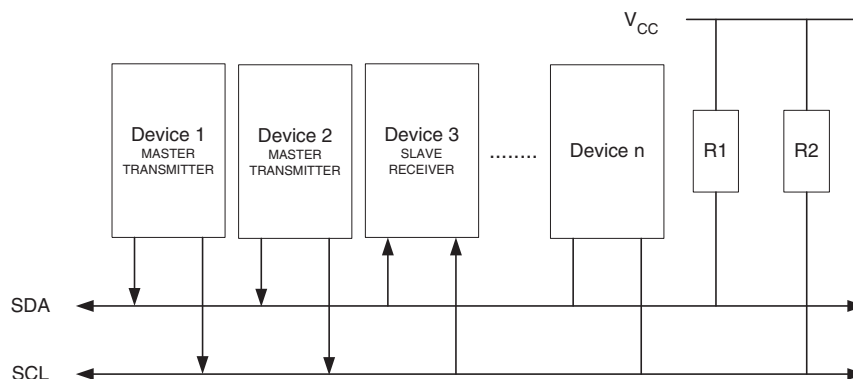 V_CC
Device 1
MASTER
TRANSMITTER
Device 2
MASTER
TRANSMITTER
Device 3
SLAVE
RECEIVER
........
Device n
R1
R2
SDA
SCL